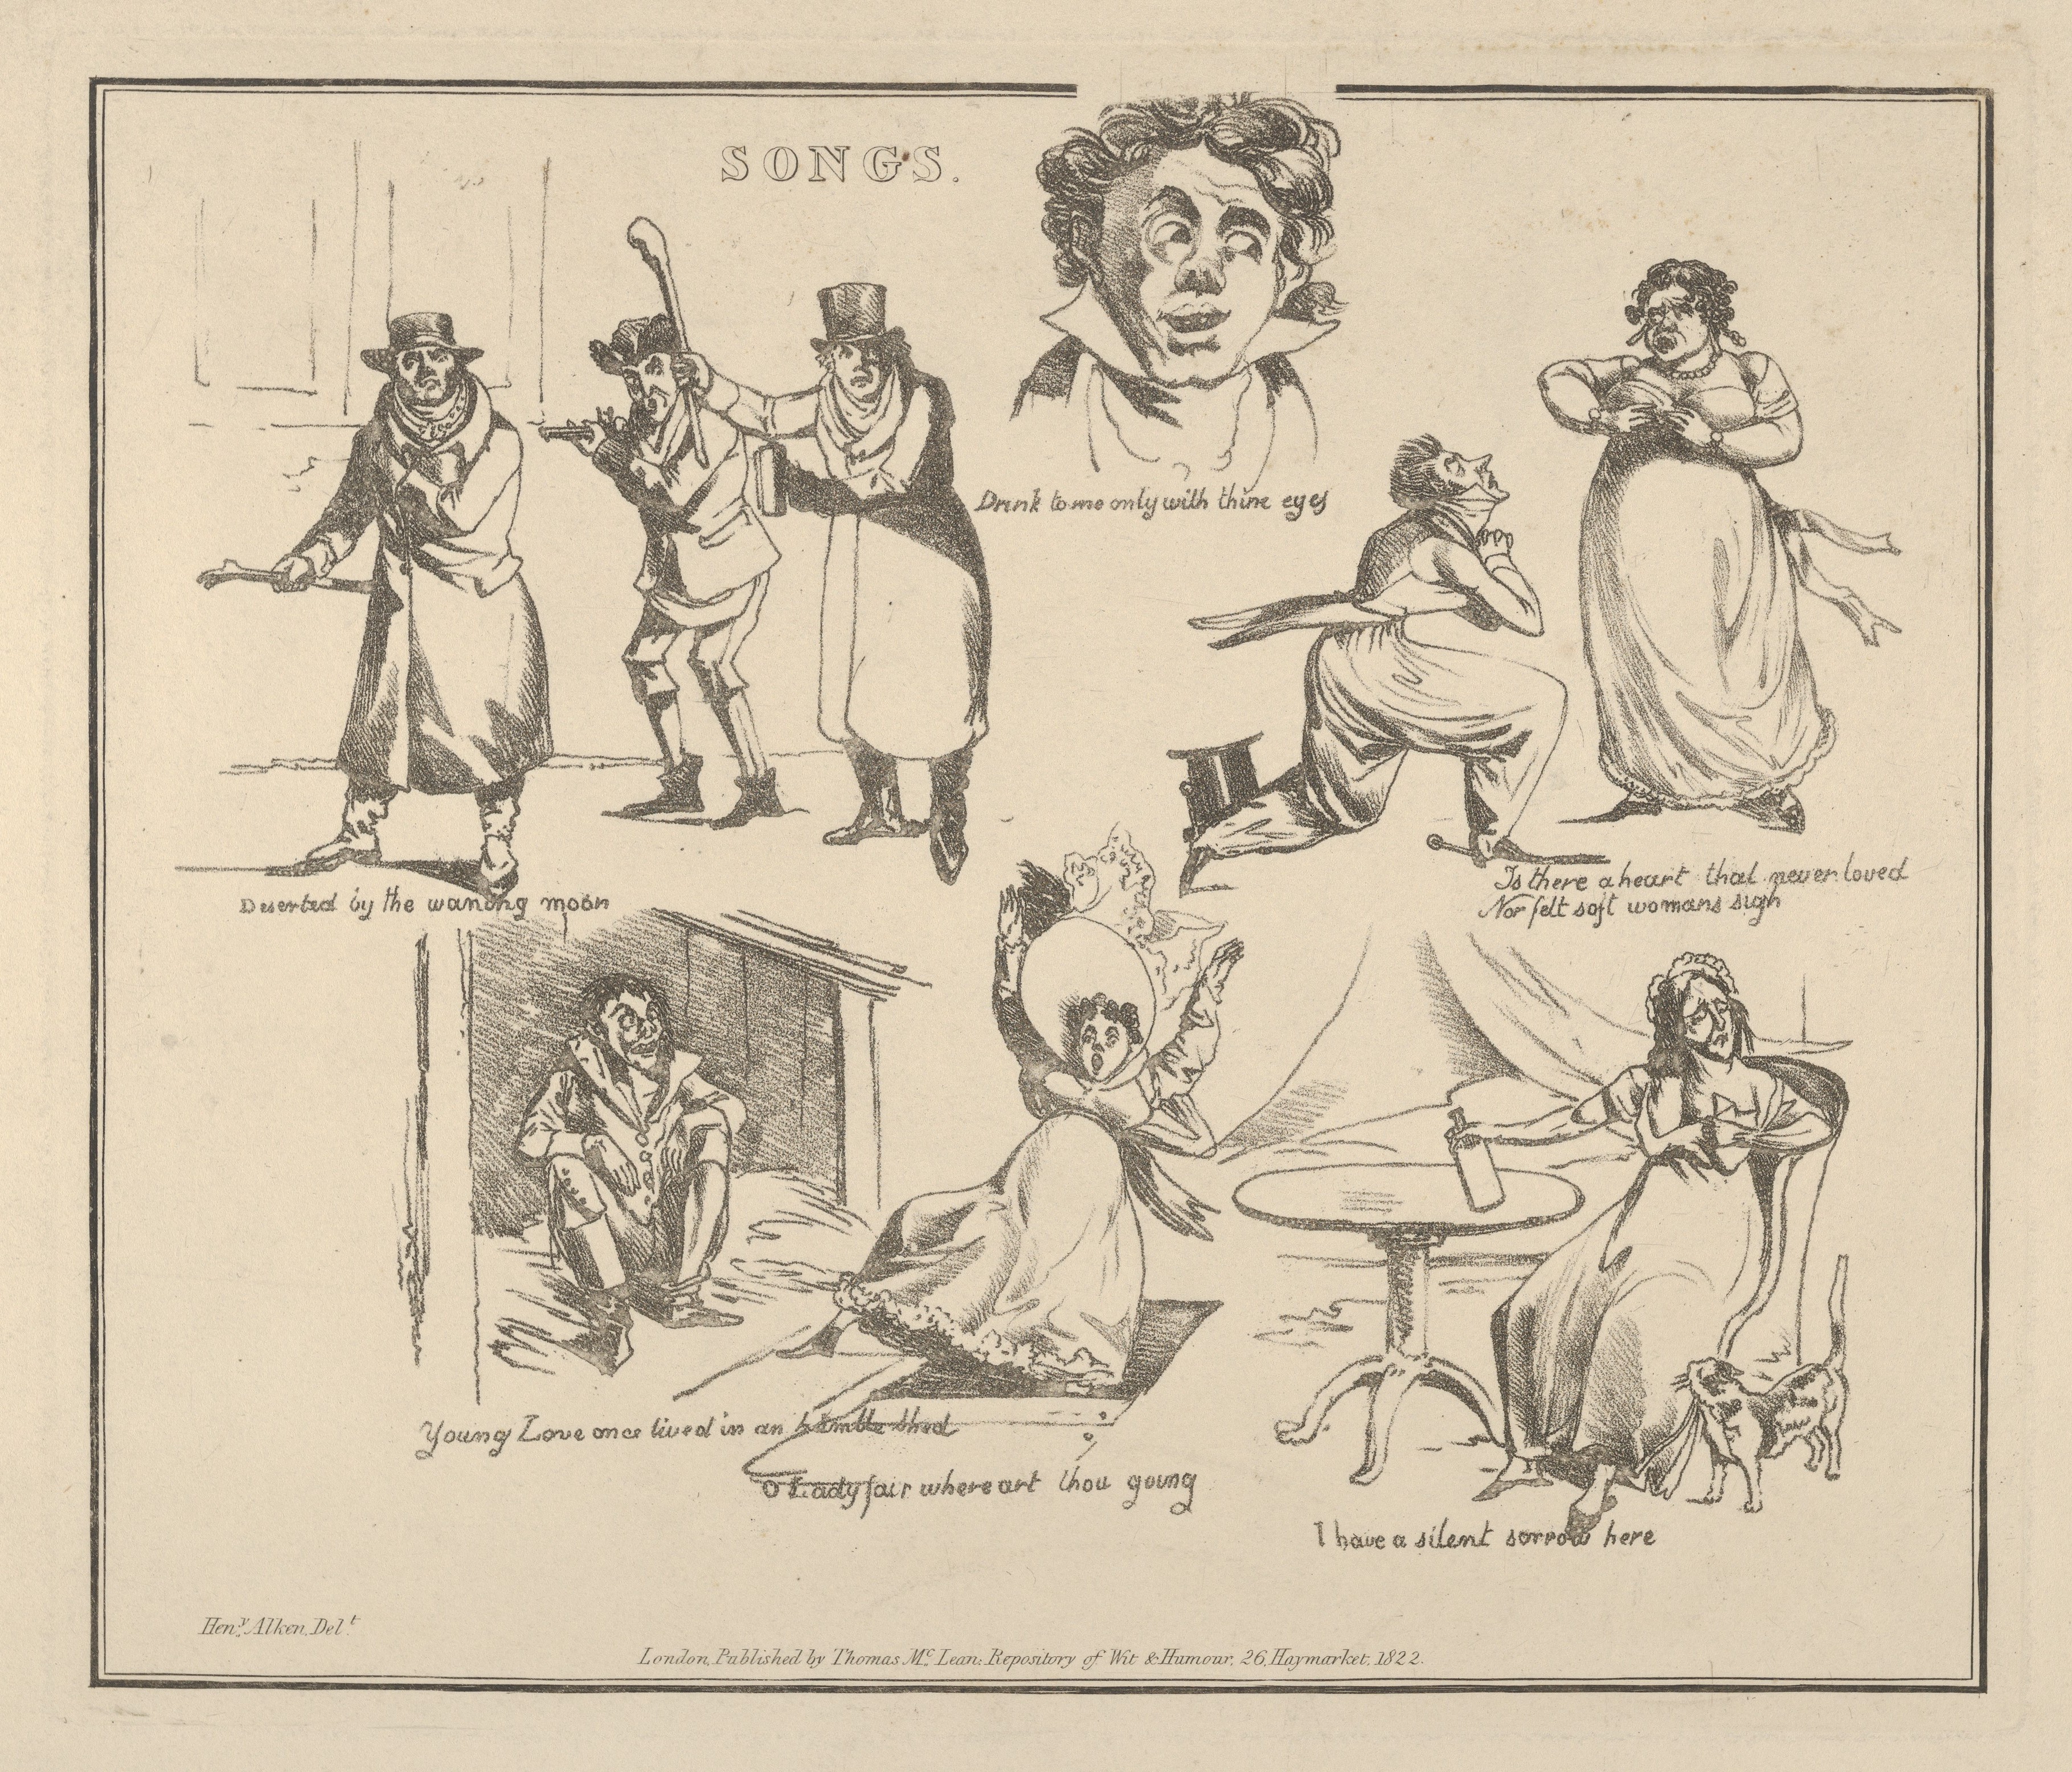 SONGS.
Drink to me only with thine eyes
Deserted by the waning moon
Is there a heart that never loved
Nor felt soft womans sigh
Young Love once lived in an humble shed
O Lady fair where art thou going
I have a silent sorrow here
Heny. Alken, Delt.
London, Published by Thomas Mc. Lean; Repository of Wit & Humour, 26, Haymarket, 1822.